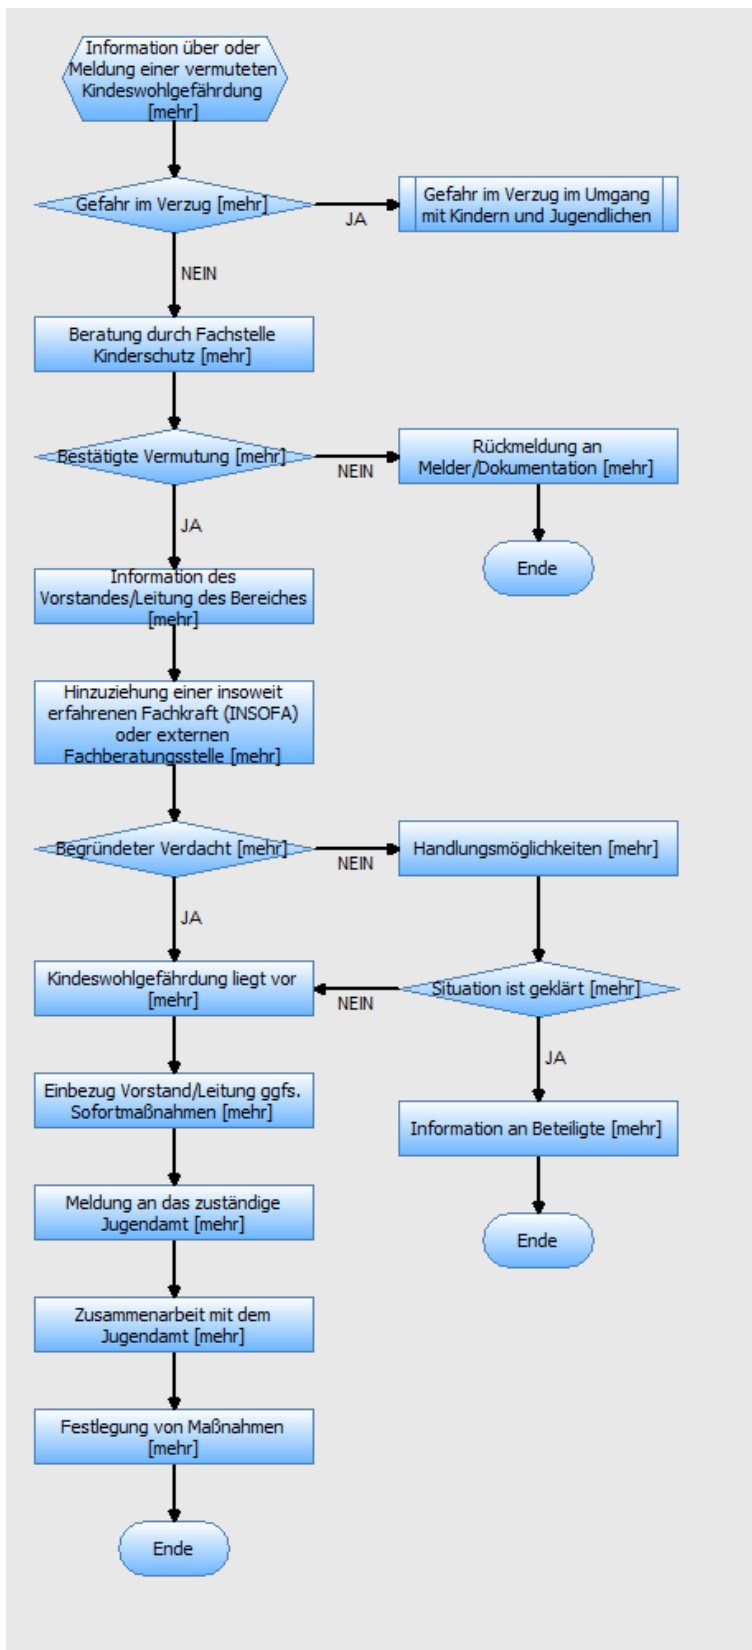 Information über oder
Meldung einer vermuteten
Kindeswohlgefährdung
[mehr]
Gefahr im Verzug [mehr]
JA
Gefahr im Verzug im Umgang
mit Kindern und Jugendlichen
NEIN
Beratung durch Fachstelle
Kinderschutz [mehr]
Bestätigte Vermutung [mehr]
NEIN
Rückmeldung an
Melder/Dokumentation [mehr]
Ende
JA
Information des
Vorstandes/Leitung des Bereiches
[mehr]
Hinzuziehung einer insoweit
erfahrenen Fachkraft (INSOFA)
oder externen
Fachberatungsstelle [mehr]
Begründeter Verdacht [mehr]
NEIN
Handlungsmöglichkeiten [mehr]
JA
Kindeswohlgefährdung liegt vor
[mehr]
NEIN
Situation ist geklärt [mehr]
JA
Einbezug Vorstand/Leitung ggfs.
Sofortmaßnahmen [mehr]
Information an Beteiligte [mehr]
Meldung an das zuständige
Jugendamt [mehr]
Ende
Zusammenarbeit mit dem
Jugendamt [mehr]
Festlegung von Maßnahmen
[mehr]
Ende